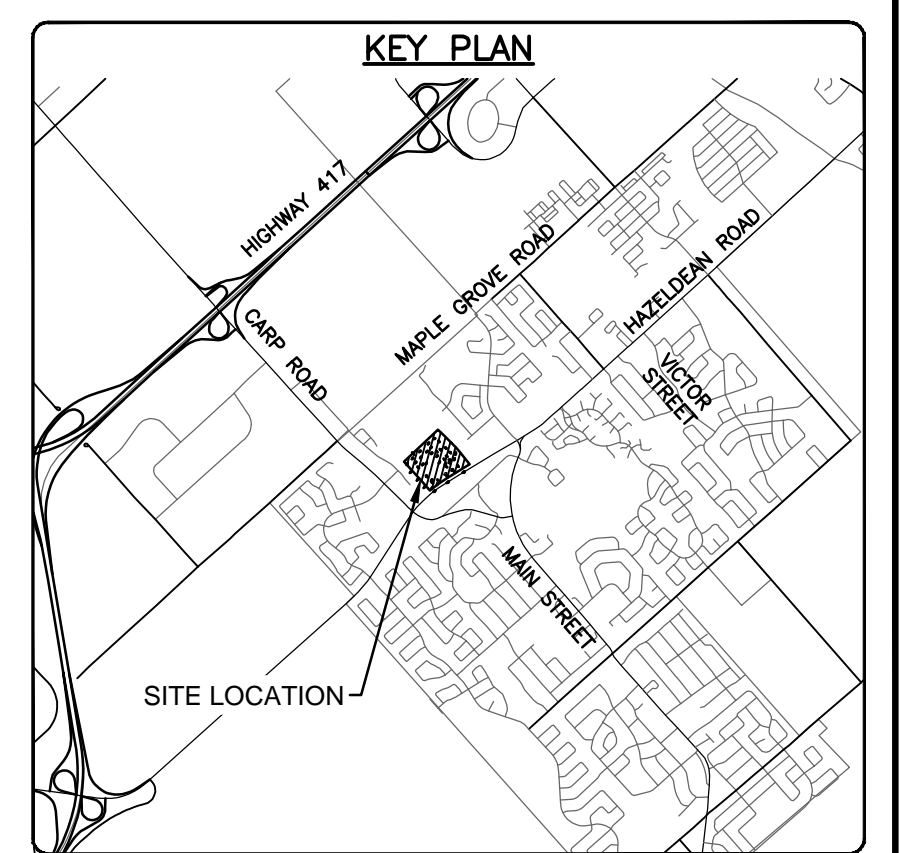 KEY PLAN
HIGHWAY 417
MAPLE GROVE ROAD
HAZELDEAN ROAD
CARP ROAD
VICTOR
STREET
MAIN STREET
SITE LOCATION